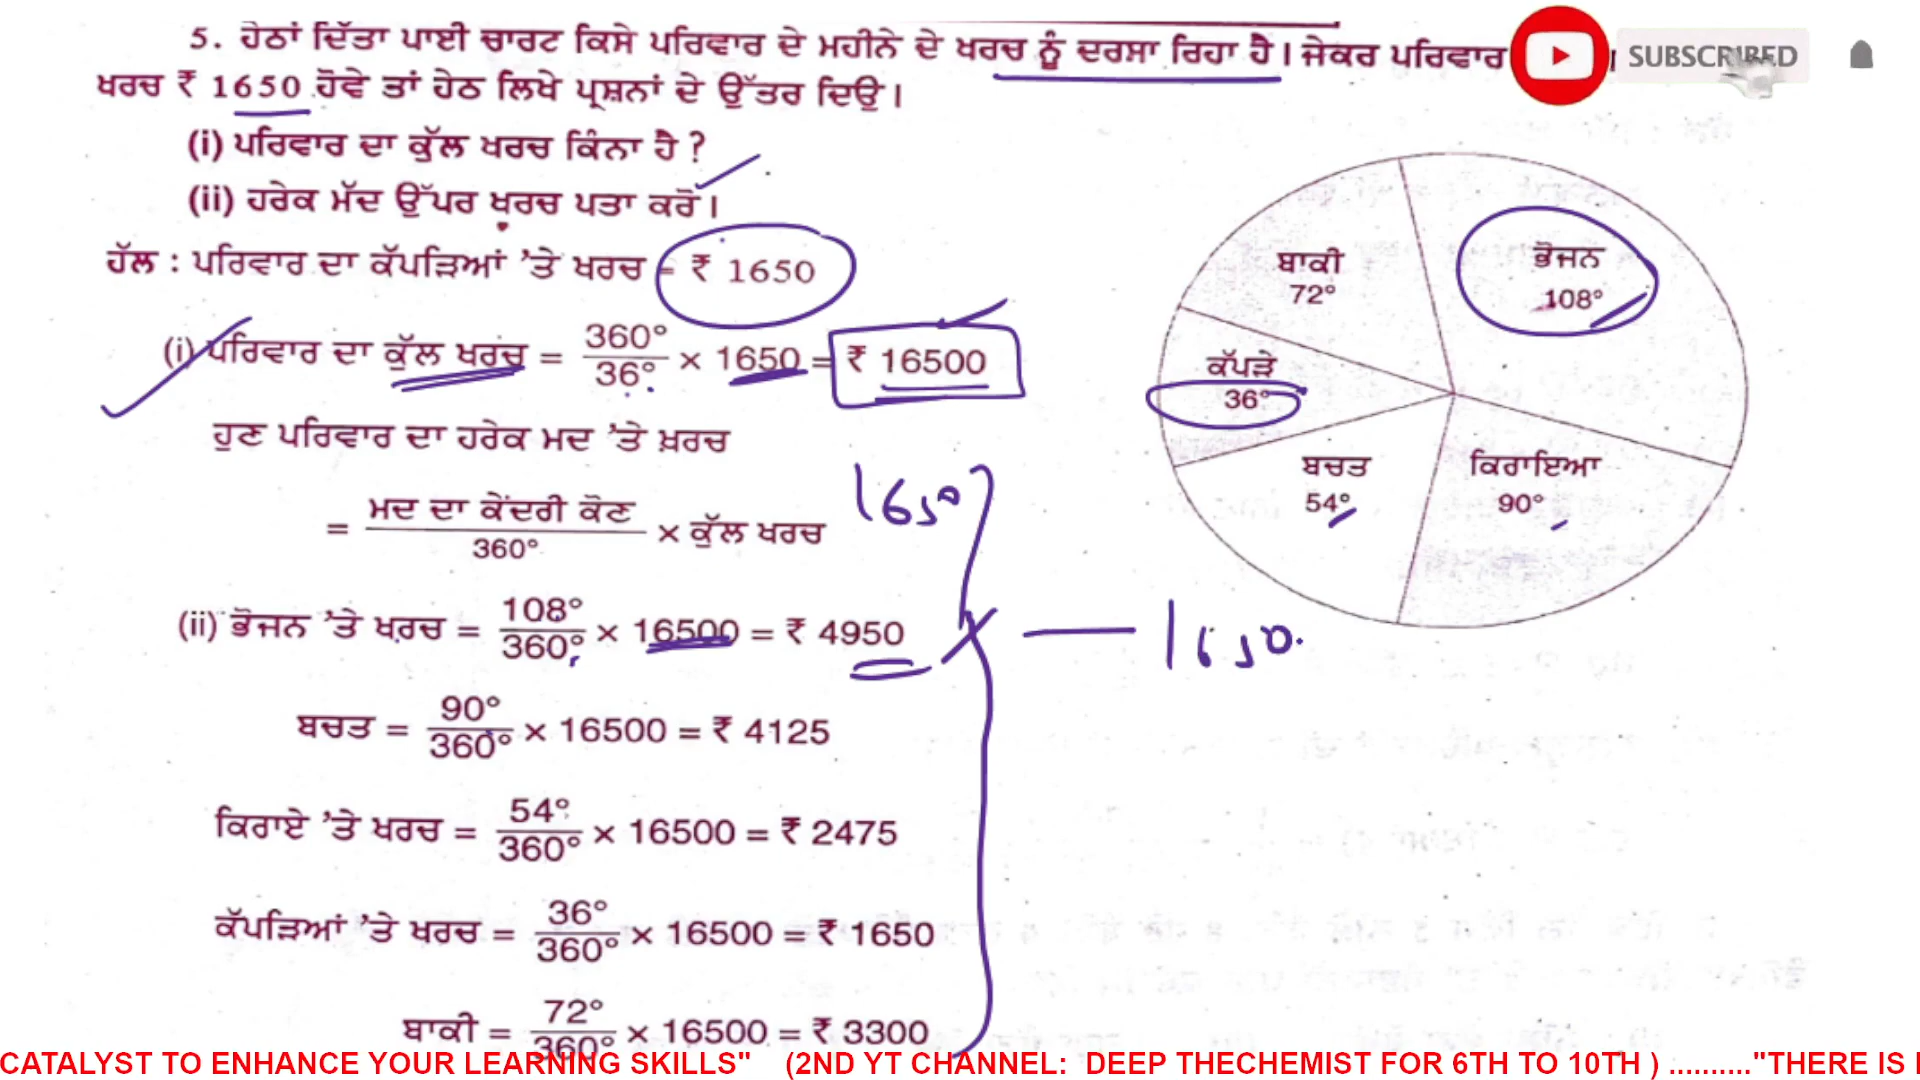 5. ਹੇਠਾਂ ਦਿੱਤਾ ਪਾਈ ਚਾਰਟ ਕਿਸੇ ਪਰਿਵਾਰ ਦੇ ਮਹੀਨੇ ਦੇ ਖਰਚ ਨੂੰ ਦਰਸਾ ਰਿਹਾ ਹੈ। ਜੇਕਰ ਪਰਿਵਾਰ
SUBSCRIBED
ਖਰਚ ₹ 1650 ਹੋਵੇ ਤਾਂ ਹੇਠ ਲਿਖੇ ਪ੍ਰਸ਼ਨਾਂ ਦੇ ਉੱਤਰ ਦਿਉ।
(i) ਪਰਿਵਾਰ ਦਾ ਕੁੱਲ ਖਰਚ ਕਿੰਨਾ ਹੈ ?
(ii) ਹਰੇਕ ਮੱਦ ਉੱਪਰ ਖਰਚ ਪਤਾ ਕਰੋ।
ਹੱਲ : ਪਰਿਵਾਰ ਦਾ ਕੱਪੜਿਆਂ 'ਤੇ ਖਰਚ = ₹ 1650
(i) ਪਰਿਵਾਰ ਦਾ ਕੁੱਲ ਖਰਚ = 360°/36° × 1650 = ₹ 16500
ਹੁਣ ਪਰਿਵਾਰ ਦਾ ਹਰੇਕ ਮਦ 'ਤੇ ਖ਼ਰਚ
= ਮਦ ਦਾ ਕੇਂਦਰੀ ਕੋਣ/360° × ਕੁੱਲ ਖਰਚ
1650
(ii) ਭੋਜਨ 'ਤੇ ਖਰਚ = 108°/360° × 16500 = ₹ 4950
1650
ਬਚਤ = 90°/360° × 16500 = ₹ 4125
ਕਿਰਾਏ 'ਤੇ ਖਰਚ = 54°/360° × 16500 = ₹ 2475
ਕੱਪੜਿਆਂ 'ਤੇ ਖਰਚ = 36°/360° × 16500 = ₹ 1650
ਬਾਕੀ = 72°/360° × 16500 = ₹ 3300
ਬਾਕੀ
72°
ਭੋਜਨ
108°
ਕੱਪੜੇ
36°
ਬਚਤ
54°
ਕਿਰਾਇਆ
90°
CATALYST TO ENHANCE YOUR LEARNING SKILLS" (2ND YT CHANNEL: DEEP THECHEMIST FOR 6TH TO 10TH ) .........."THERE IS